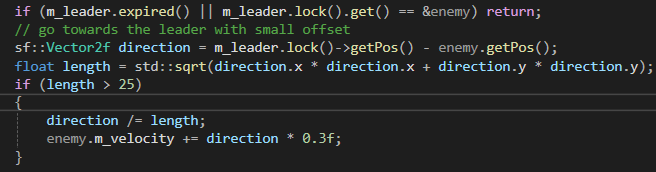 if (m_leader.expired() || m_leader.lock().get() == &enemy) return;
// go towards the leader with small offset
sf::Vector2f direction = m_leader.lock()->getPos() - enemy.getPos();
float length = std::sqrt(direction.x * direction.x + direction.y * direction.y);
if (length > 25)
{
    direction /= length;
    enemy.m_velocity += direction * 0.3f;
}